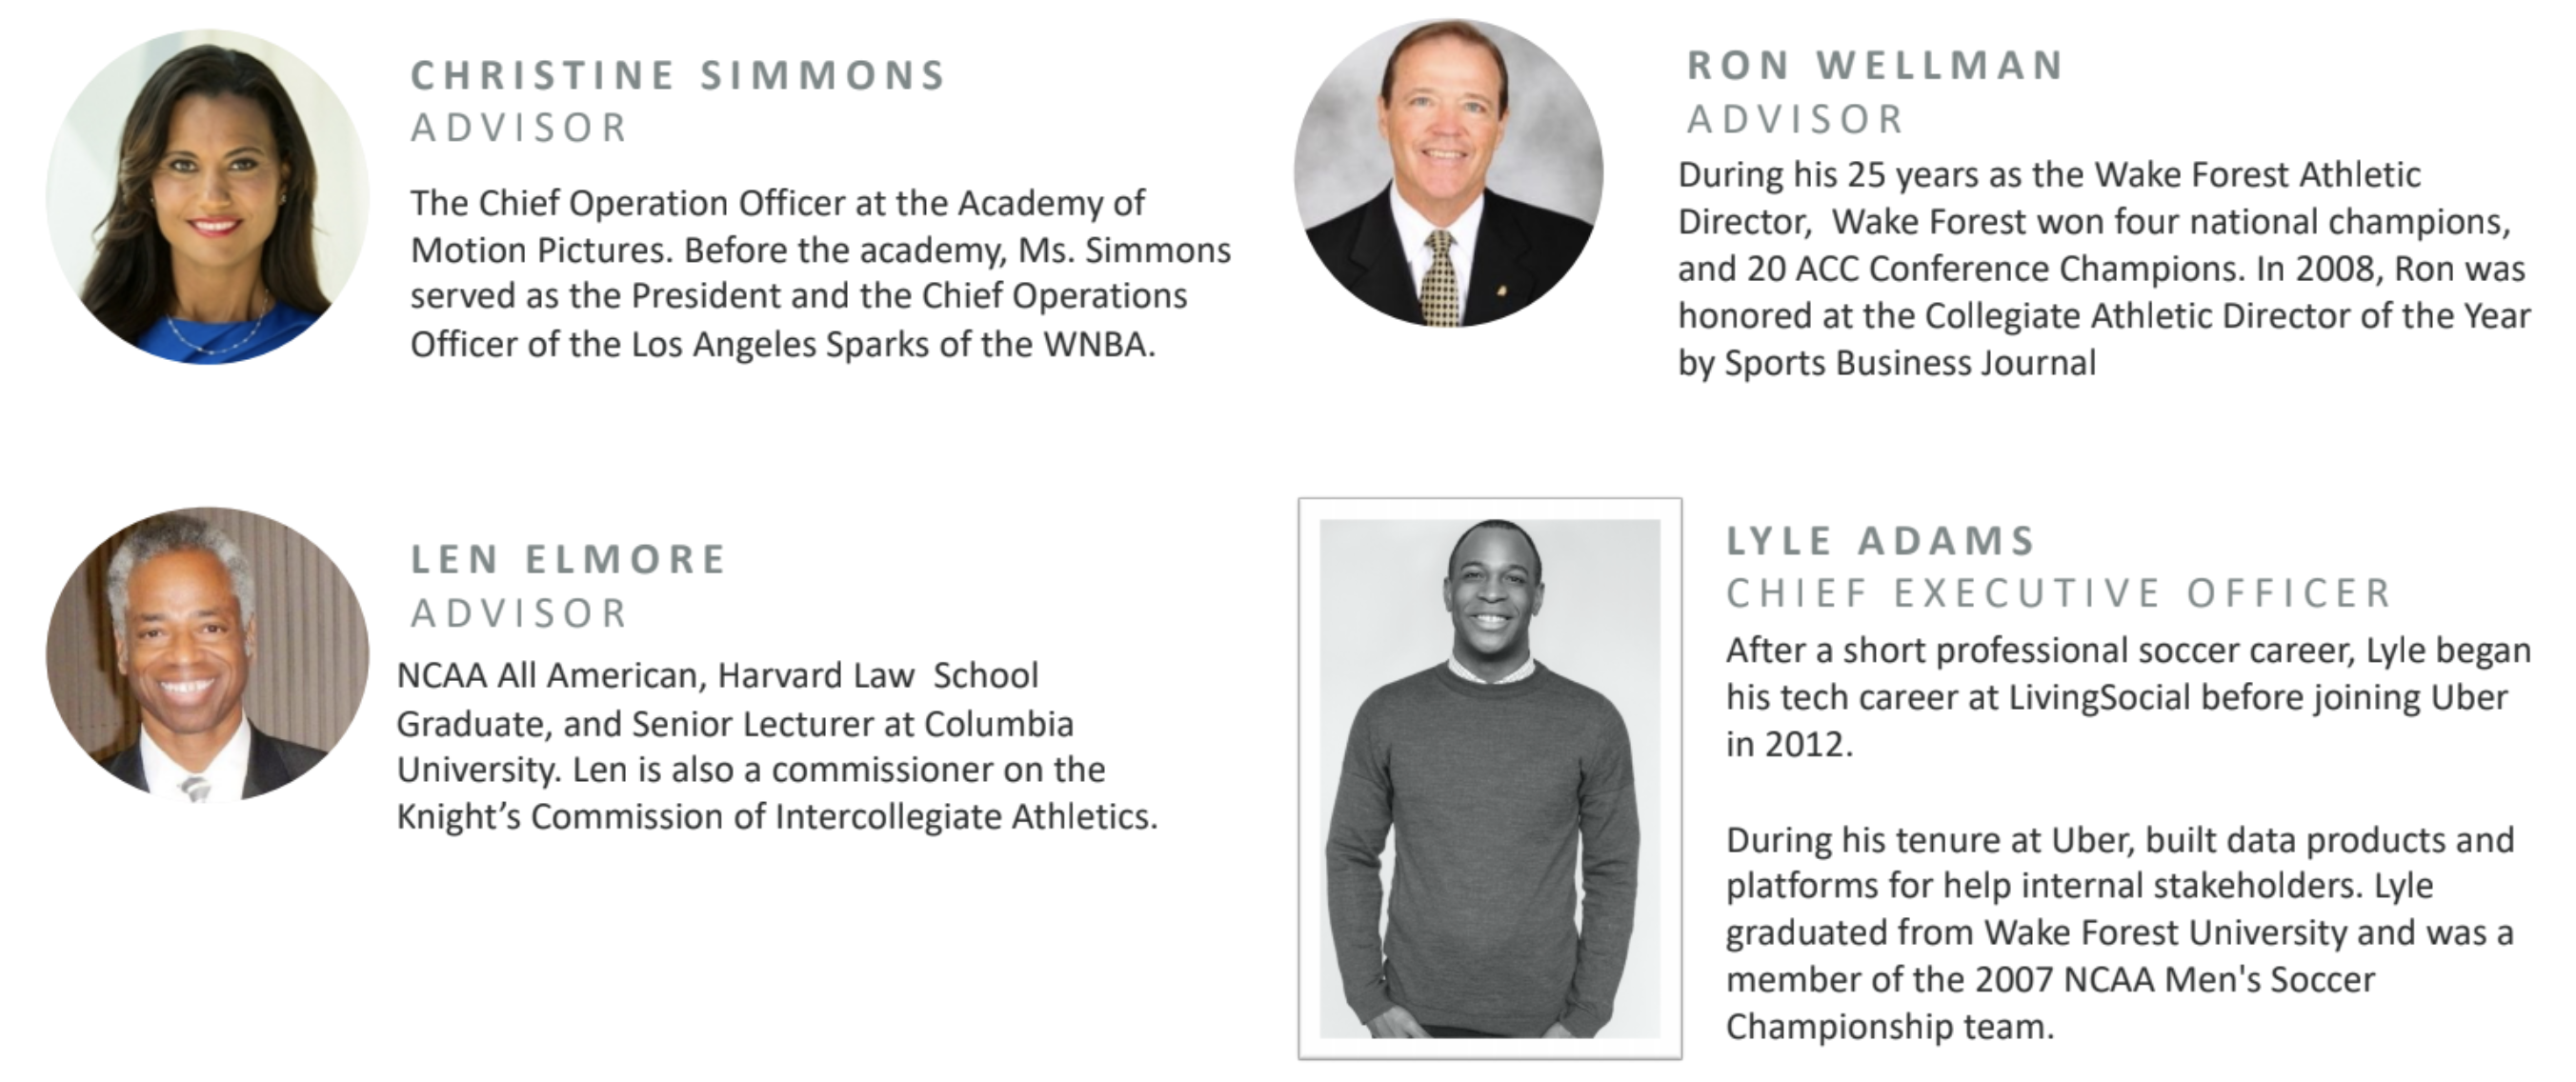 CHRISTINE SIMMONS
ADVISOR
The Chief Operation Officer at the Academy of
Motion Pictures. Before the academy, Ms. Simmons
served as the President and the Chief Operations
Officer of the Los Angeles Sparks of the WNBA.
RON WELLMAN
ADVISOR
During his 25 years as the Wake Forest Athletic
Director,  Wake Forest won four national champions,
and 20 ACC Conference Champions. In 2008, Ron was
honored at the Collegiate Athletic Director of the Year
by Sports Business Journal
LEN ELMORE
ADVISOR
NCAA All American, Harvard Law  School
Graduate, and Senior Lecturer at Columbia
University. Len is also a commissioner on the
Knight’s Commission of Intercollegiate Athletics.
LYLE ADAMS
CHIEF EXECUTIVE OFFICER
After a short professional soccer career, Lyle began
his tech career at LivingSocial before joining Uber
in 2012.
During his tenure at Uber, built data products and
platforms for help internal stakeholders. Lyle
graduated from Wake Forest University and was a
member of the 2007 NCAA Men's Soccer
Championship team.